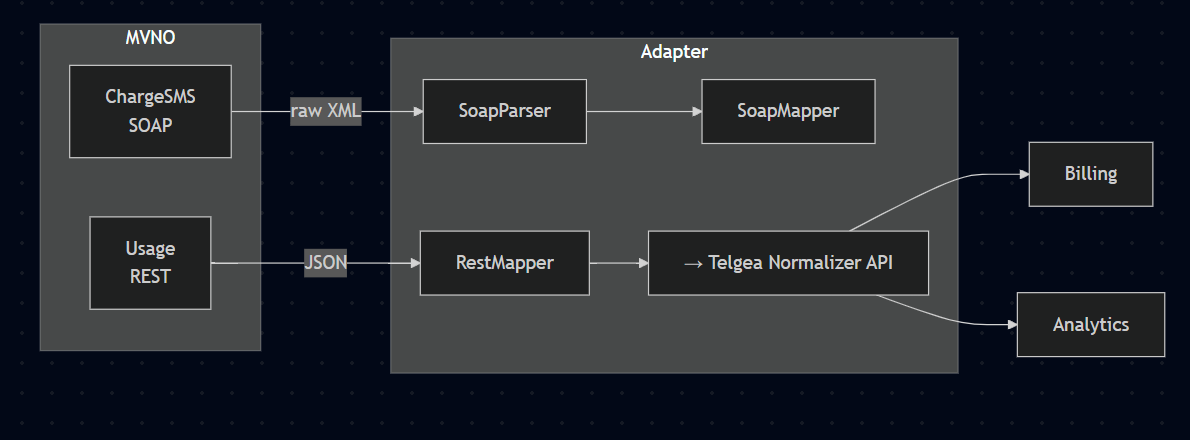 MVNO
ChargeSMS
SOAP
raw XML
Usage
REST
JSON
Adapter
SoapParser
SoapMapper
RestMapper
→ Telgea Normalizer API
Billing
Analytics